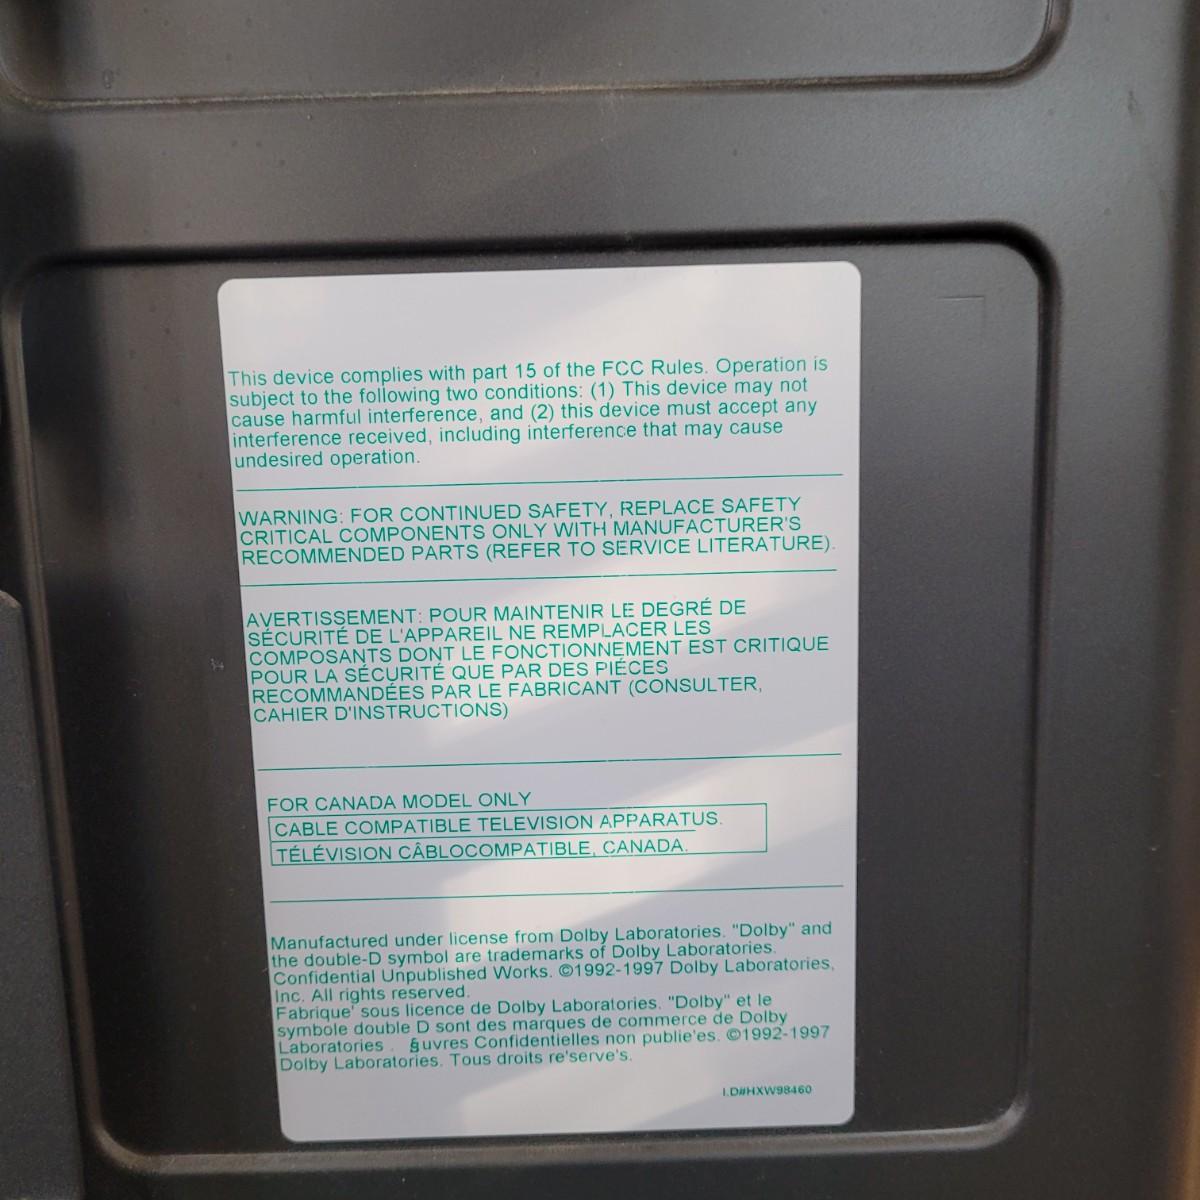 This device complies with part 15 of the FCC Rules. Operation is
subject to the following two conditions: (1) This device may not
cause harmful interference, and (2) this device must accept any
interference received, including interference that may cause
undesired operation.
WARNING: FOR CONTINUED SAFETY, REPLACE SAFETY
CRITICAL COMPONENTS ONLY WITH MANUFACTURER'S
RECOMMENDED PARTS (REFER TO SERVICE LITERATURE).
AVERTISSEMENT: POUR MAINTENIR LE DEGRÉ DE
SÉCURITÉ DE L'APPAREIL NE REMPLACER LES
COMPOSANTS DONT LE FONCTIONNEMENT EST CRITIQUE
POUR LA SÉCURITÉ QUE PAR DES PIÉCES
RECOMMANDÉES PAR LE FABRICANT (CONSULTER,
CAHIER D'INSTRUCTIONS)
FOR CANADA MODEL ONLY
CABLE COMPATIBLE TELEVISION APPARATUS.
TÉLÉVISION CÂBLOCOMPATIBLE, CANADA.
Manufactured under license from Dolby Laboratories. "Dolby" and
the double-D symbol are trademarks of Dolby Laboratories.
Confidential Unpublished Works. ©1992-1997 Dolby Laboratories,
Inc. All rights reserved.
Fabrique' sous licence de Dolby Laboratories. "Dolby" et le
symbole double D sont des marques de commerce de Dolby
Laboratories . §uvres Confidentielles non publie'es. ©1992-1997
Dolby Laboratories. Tous droits re'serve's.
I.D#HXW98460